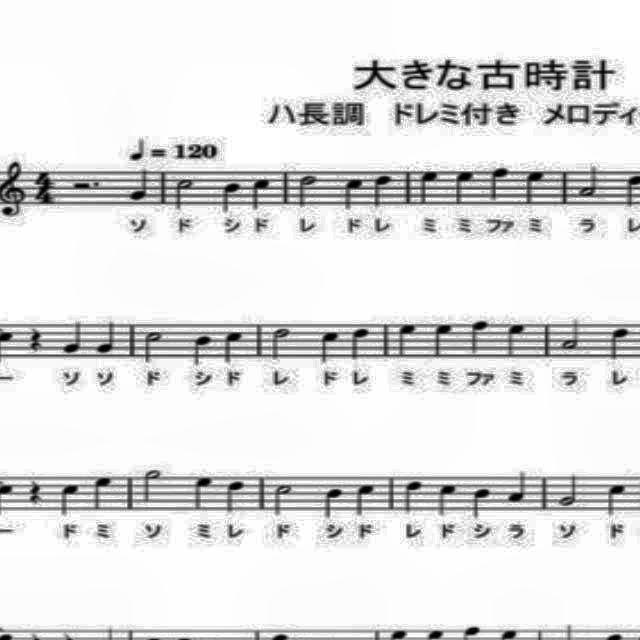 大きな古時計
ハ長調 ドレミ付き メロディ
= 120
ソ ド シ ド レ ド レ ミ ミ ファ ミ ラ レ
ー ソ ソ ド シ ド レ ド レ ミ ミ ファ ミ ラ レ
ー ド ミ ソ ミ レ ド シ ド レ ド シ ラ ソ ド